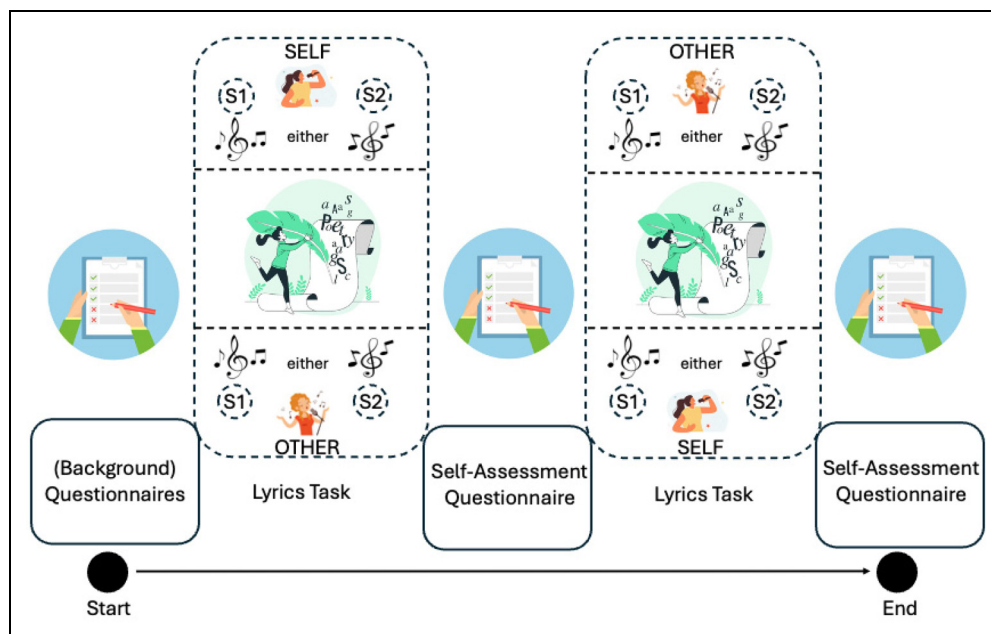 SELF
S1 S2
either
either
S1 S2
OTHER
OTHER
S1 S2
either
either
S1 S2
SELF
(Background)
Questionnaires
Lyrics Task
Self-Assessment
Questionnaire
Lyrics Task
Self-Assessment
Questionnaire
Start
End